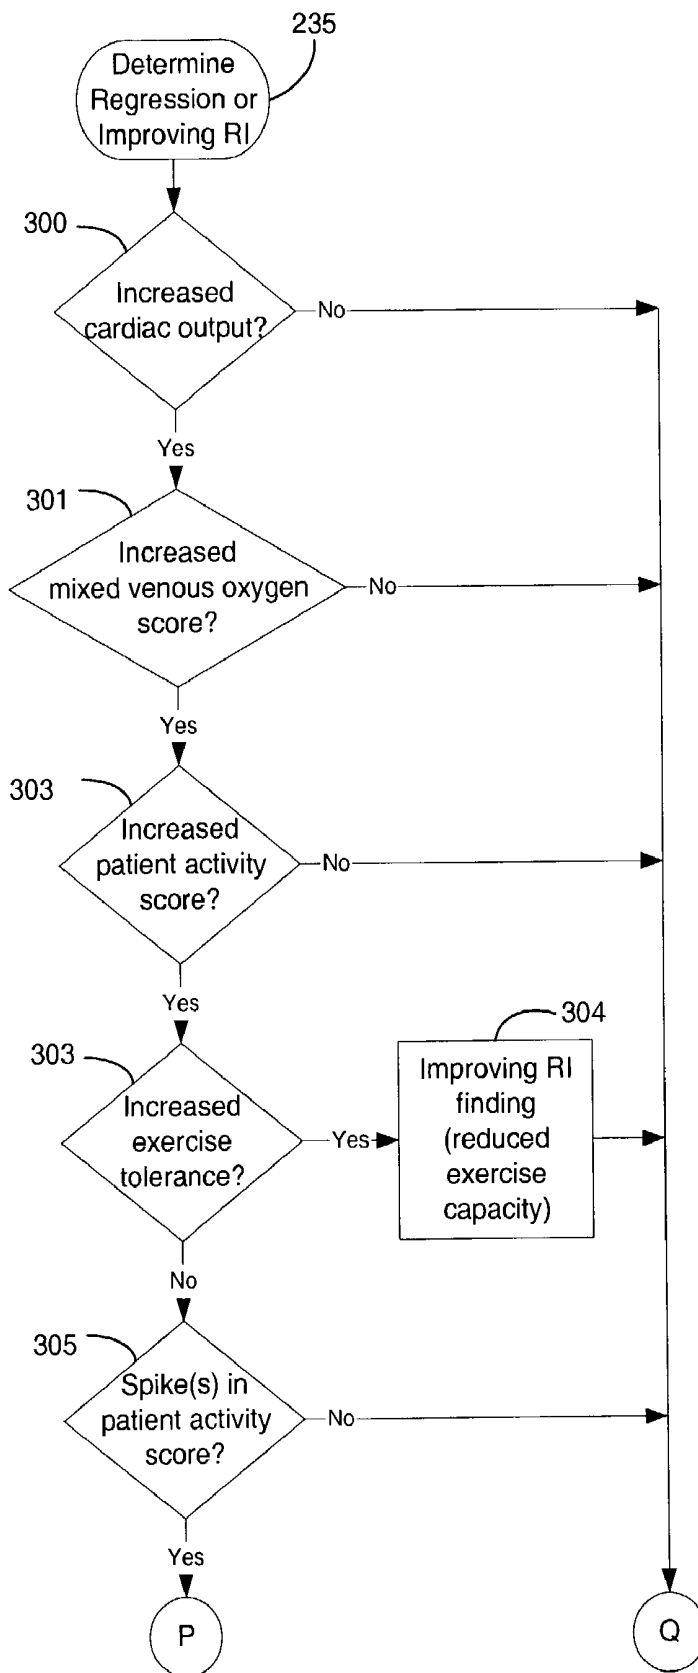 235
Determine
Regression or
Improving RI
300
Increased
cardiac output?
No
Yes
301
Increased
mixed venous oxygen
score?
No
Yes
303
Increased
patient activity
score?
No
Yes
303
Increased
exercise
tolerance?
Yes
304
Improving RI
finding
(reduced
exercise
capacity)
No
305
Spike(s) in
patient activity
score?
No
Yes
P
Q